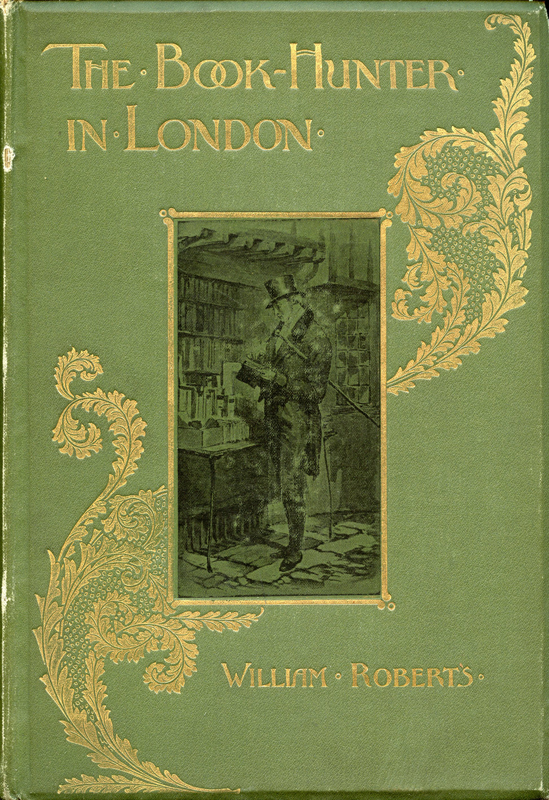 THE · BOOK-HUNTER ·
IN · LONDON ·
WILLIAM · ROBERTS ·